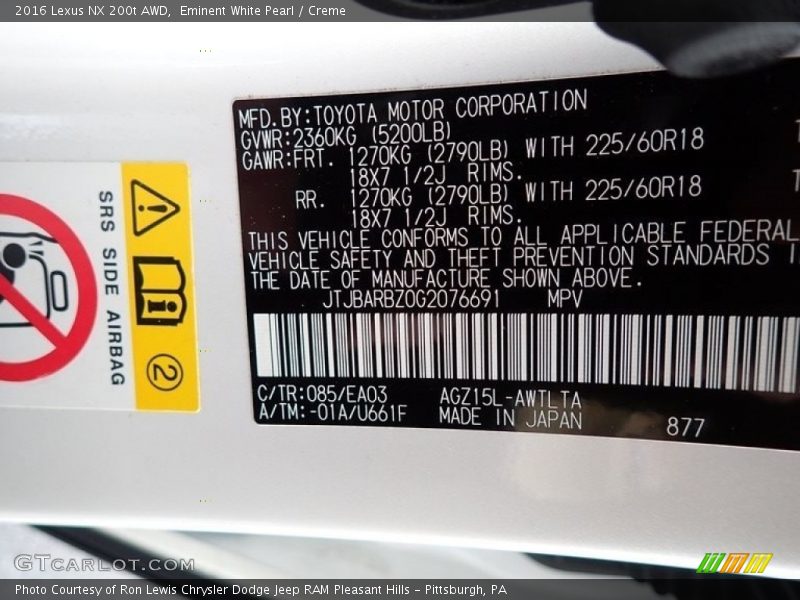 2016 Lexus NX 200t AWD,  Eminent White Pearl / Creme
MFD.BY:TOYOTA MOTOR CORPORATION
GVWR:2360KG (5200LB)
GAWR:FRT. 1270KG (2790LB) WITH 225/60R18
18X7 1/2J RIMS.
RR. 1270KG (2790LB) WITH 225/60R18
18X7 1/2J RIMS.
THIS VEHICLE CONFORMS TO ALL APPLICABLE FEDERAL
VEHICLE SAFETY AND THEFT PREVENTION STANDARDS
THE DATE OF MANUFACTURE SHOWN ABOVE.
JTJBARBZ0G2076691 MPV
C/TR:085/EA03 AGZ15L-AWTLTA
A/TM:-01A/U661F MADE IN JAPAN 877
SRS SIDE AIRBAG
2
GTCARLOT.COM
Photo Courtesy of Ron Lewis Chrysler Dodge Jeep RAM Pleasant Hills - Pittsburgh, PA